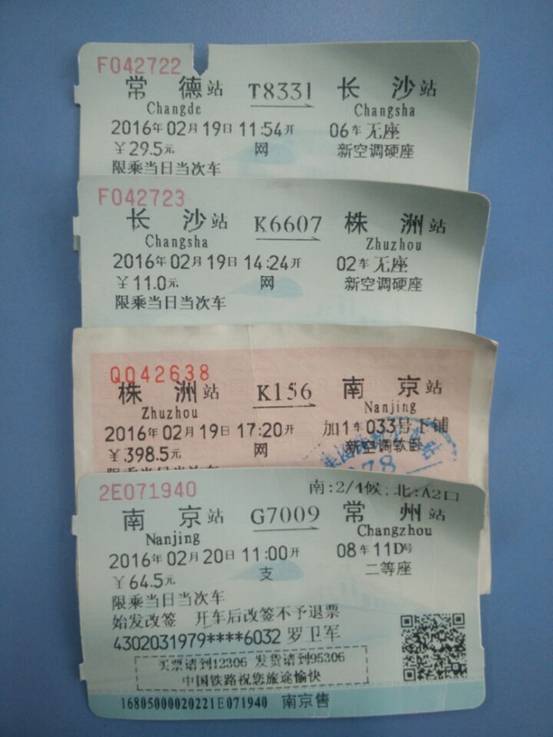 F042722
常德站 T8331 长沙站
Changde Changsha
2016年02月19日 11:54开 06车 无座
￥29.5元 网 新空调硬座
限乘当日当次车
F042723
长沙站 K6607 株洲站
Changsha Zhuzhou
2016年02月19日 14:24开 02车 无座
￥11.0元 网 新空调硬座
限乘当日当次车
Q042638
株洲站 K156 南京站
Zhuzhou Nanjing
2016年02月19日 17:20开 加1车 033号 下铺
￥398.5元 网 新空调软卧
限乘当日当次车
2E071940 南:2/4候,北:A2口
南京站 G7009 常州站
Nanjing Changzhou
2016年02月20日 11:00开 08车 11D号
￥64.5元 支 二等座
限乘当日当次车
始发改签 开车后改签不予退票
4302031979****6032 罗卫军
买票请到12306 发货请到95306
中国铁路祝您旅途愉快
16805000020221E071940 南京售